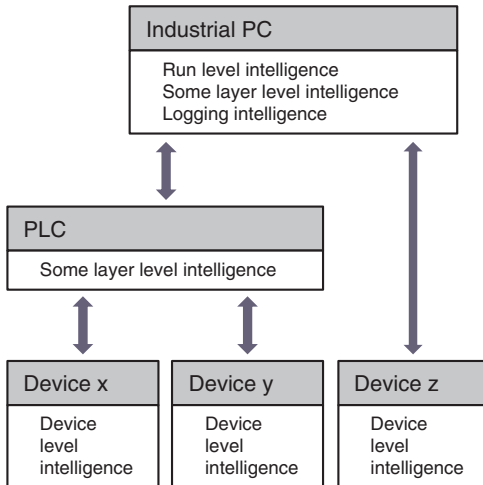 Industrial PC
Run level intelligence
Some layer level intelligence
Logging intelligence
PLC
Some layer level intelligence
Device x
Device
level
intelligence
Device y
Device
level
intelligence
Device z
Device
level
intelligence